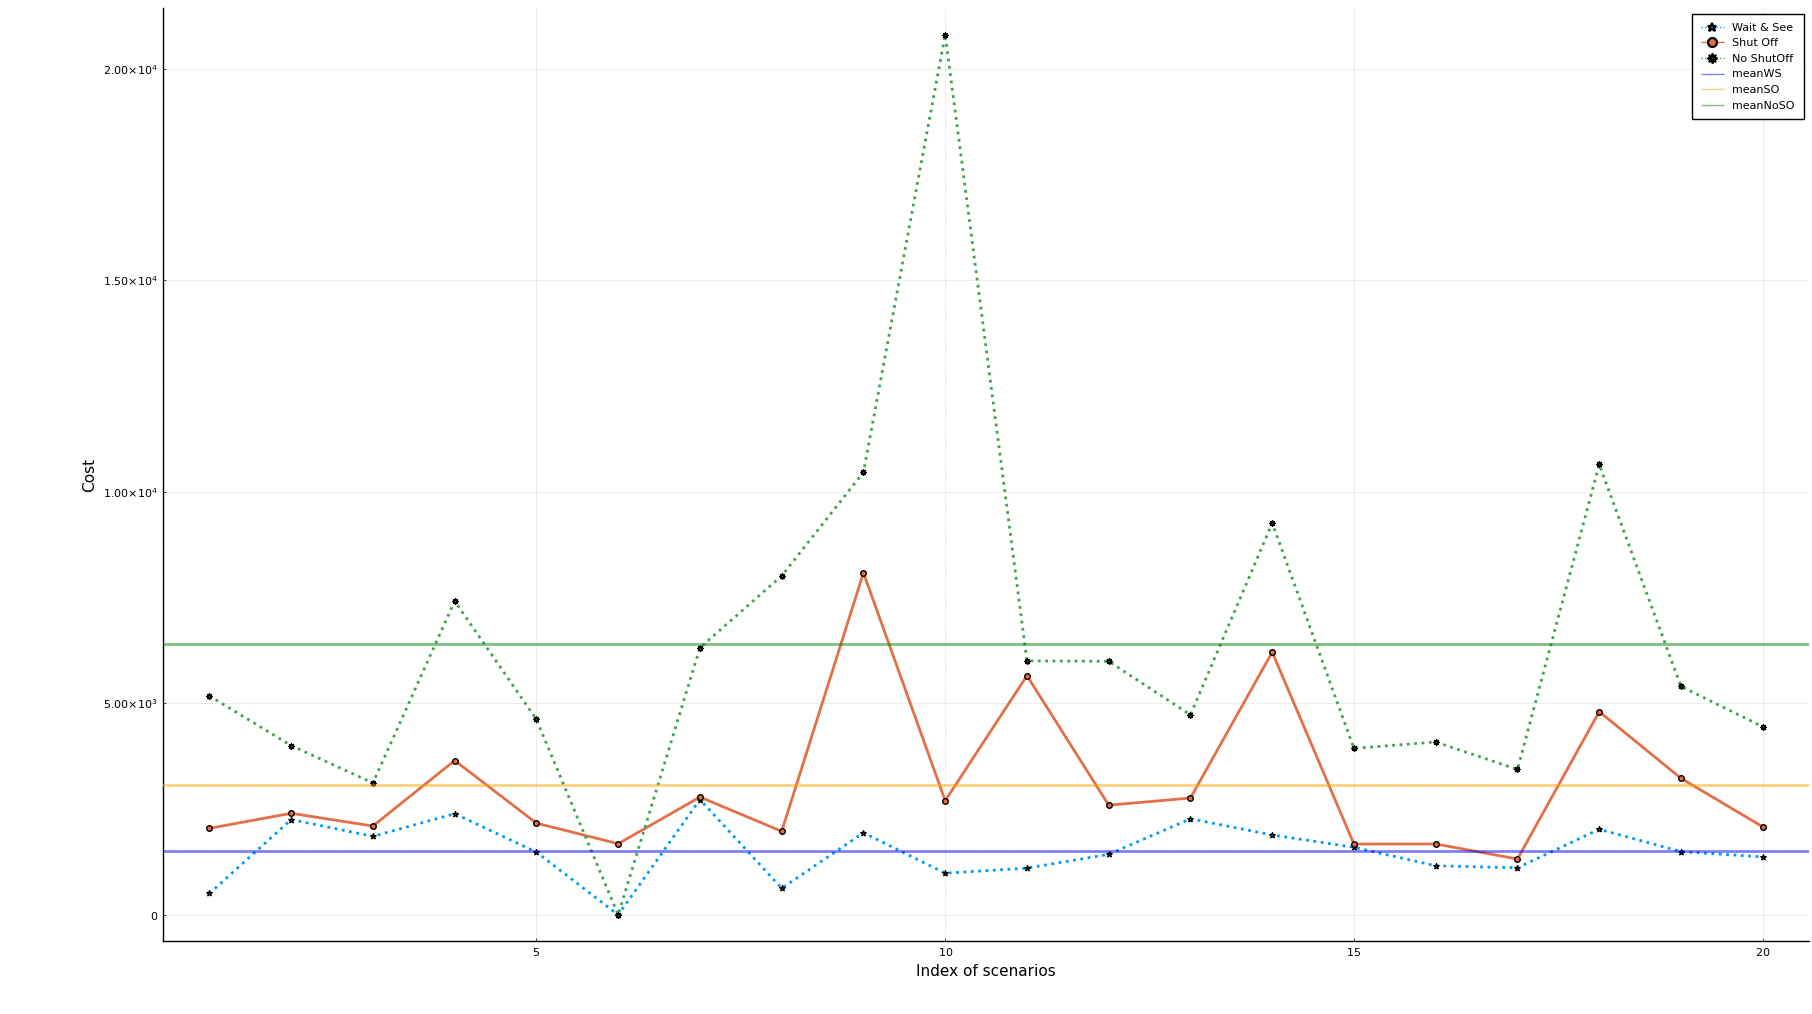 Wait & See
Shut Off
No ShutOff
meanWS
meanSO
meanNoSO
2.00×10⁴
1.50×10⁴
1.00×10⁴
5.00×10³
0
Cost
5
10
15
20
Index of scenarios